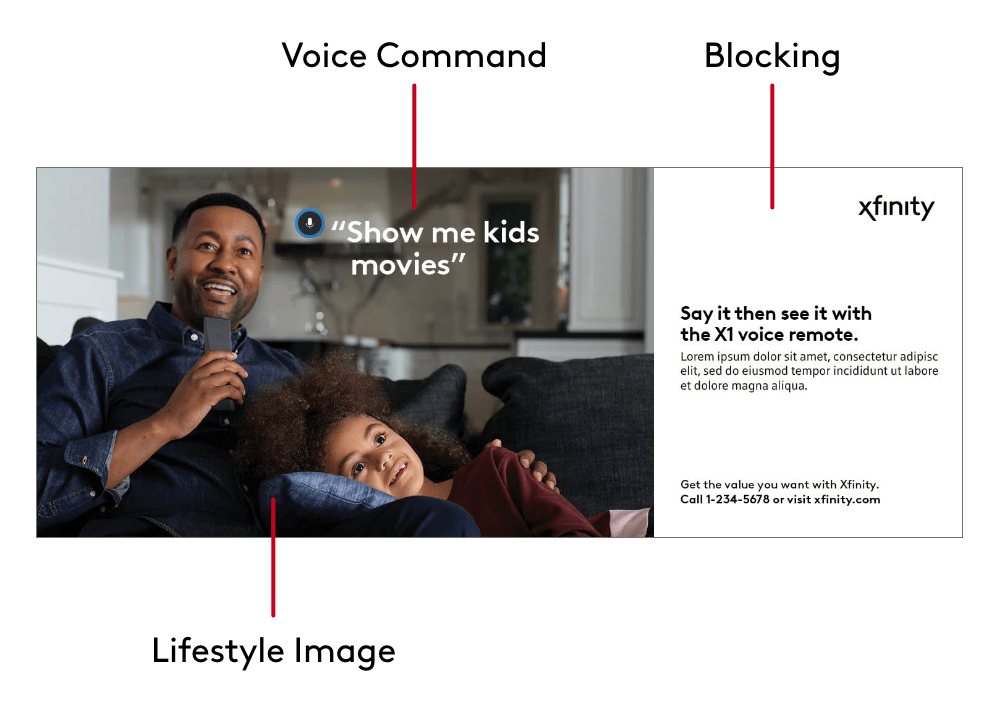 Voice Command
Blocking
“Show me kids
movies”
xfinity
Say it then see it with
the X1 voice remote.
Lorem ipsum dolor sit amet, consectetur adipisc
elit, sed do eiusmod tempor incididunt ut labore
et dolore magna aliqua.
Get the value you want with Xfinity.
Call 1-234-5678 or visit xfinity.com
Lifestyle Image